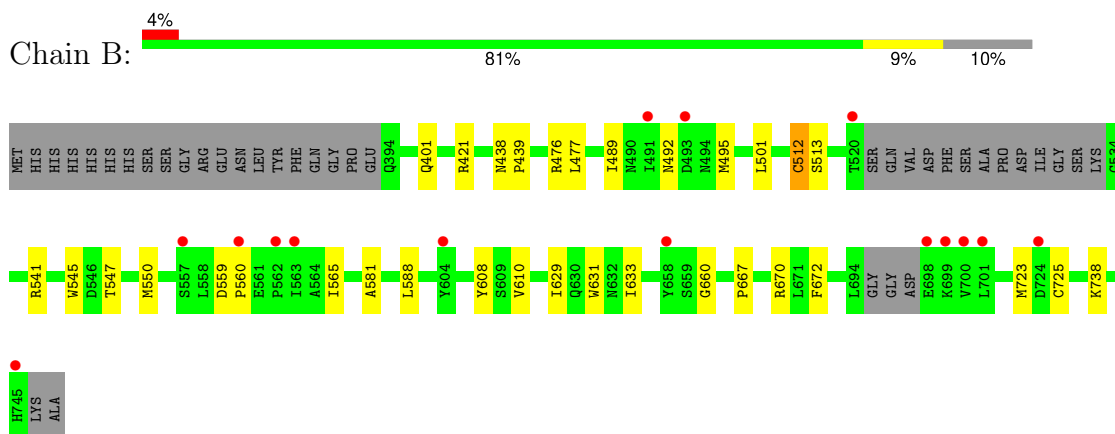 4%
Chain B:
81% 9% 10%
MET HIS HIS HIS HIS HIS HIS SER SER GLY ARG GLU ASN LEU TYR PHE GLN GLY PRO GLU Q394 Q401 R421 N438 P439 R476 L477 I489 N490 I491 N492 D493 N494 M495 L501 C512 S513 T520 SER GLN VAL ASP PHE SER ALA PRO ASP ILE GLY SER LYS G534
R541 W545 D546 T547 M550 S557 L558 D559 P560 E561 P562 I563 A564 I565 A581 L588 Y604 Y608 S609 V610 I629 Q630 W631 N632 I633 Y658 S659 G660 P667 R670 L671 F672 L694 GLY GLY ASP E698 K699 V700 L701 M723 D724 C725 K738
H745 LYS ALA